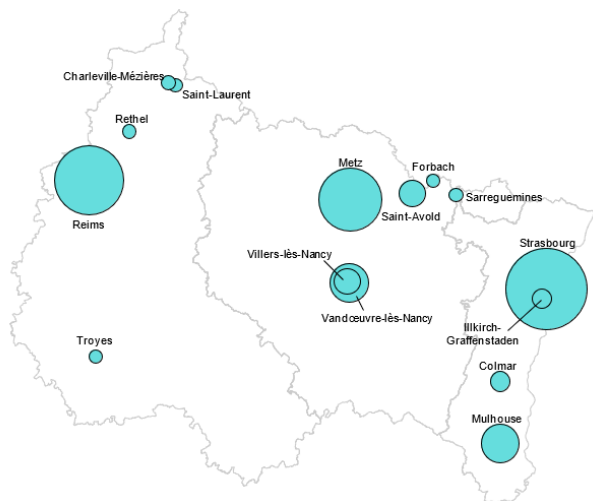 Charleville-Mézières
Saint-Laurent
Rethel
Reims
Metz
Forbach
Saint-Avold
Sarreguemines
Strasbourg
Villers-lès-Nancy
Vandœuvre-lès-Nancy
Illkirch-
Graffenstaden
Troyes
Colmar
Mulhouse